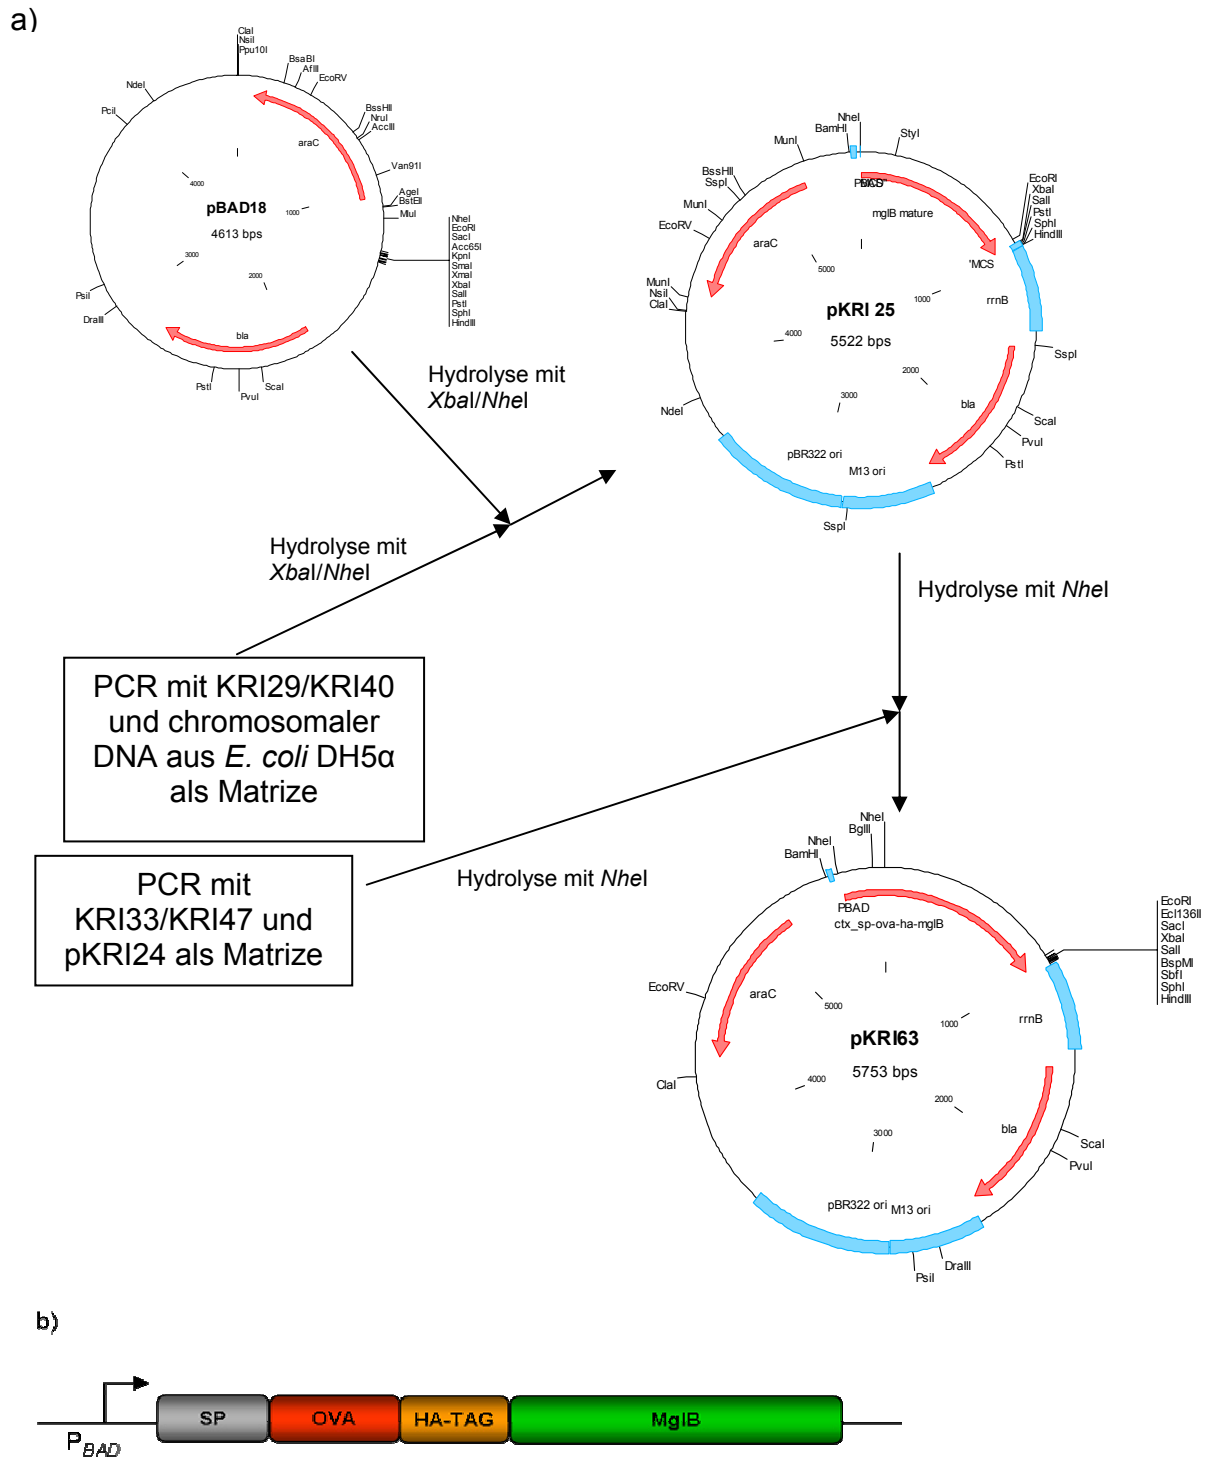 a)
ClaI
NsiI
Ppu10I
BsaBI
AflII
EcoRV
NdeI
PciI
BssHII
NruI
AccIII
araC
Van91I
4000
pBAD18
1000
AgeI
BstEII
MluI
4613 bps
NheI
EcoRI
SacI
Acc65I
KpnI
SmaI
XmaI
XbaI
SalI
PstI
SphI
HindIII
3000
2000
PsiI
DraIII
bla
PstI
PvuI
ScaI
Hydrolyse mit
XbaI/NheI
NheI
BamHI
StyI
MunI
BssHII
SspI
MunI
EcoRV
EcoRI
XbaI
SalI
PstI
SphI
HindIII
mglB mature
araC
'MCS
5000
MunI
NsiI
ClaI
1000
rrnB
pKRI 25
5522 bps
4000
SspI
2000
NdeI
3000
bla
ScaI
PvuI
PstI
pBR322 ori
M13 ori
SspI
Hydrolyse mit
XbaI/NheI
Hydrolyse mit NheI
PCR mit KRI29/KRI40
und chromosomaler
DNA aus E. coli DH5α
als Matrize
PCR mit
KRI33/KRI47 und
pKRI24 als Matrize
Hydrolyse mit NheI
NheI
BglII
NheI
BamHI
PBAD
ctx_sp-ova-ha-mglB
EcoRI
Ecl136II
SacI
XbaI
SalI
BspMI
SbfI
SphI
HindIII
EcoRV
araC
5000
1000
rrnB
pKRI63
5753 bps
ClaI
4000
2000
3000
bla
ScaI
PvuI
pBR322 ori
M13 ori
DraIII
PsiI
b)
SP
OVA
HA-TAG
MglB
PBAD